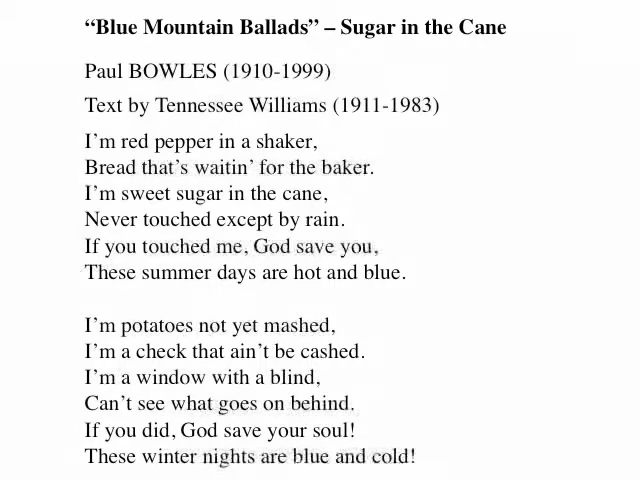 “Blue Mountain Ballads” – Sugar in the Cane
Paul BOWLES (1910-1999)
Text by Tennessee Williams (1911-1983)
I’m red pepper in a shaker,
Bread that’s waitin’ for the baker.
I’m sweet sugar in the cane,
Never touched except by rain.
If you touched me, God save you,
These summer days are hot and blue.
I’m potatoes not yet mashed,
I’m a check that ain’t be cashed.
I’m a window with a blind,
Can’t see what goes on behind.
If you did, God save your soul!
These winter nights are blue and cold!